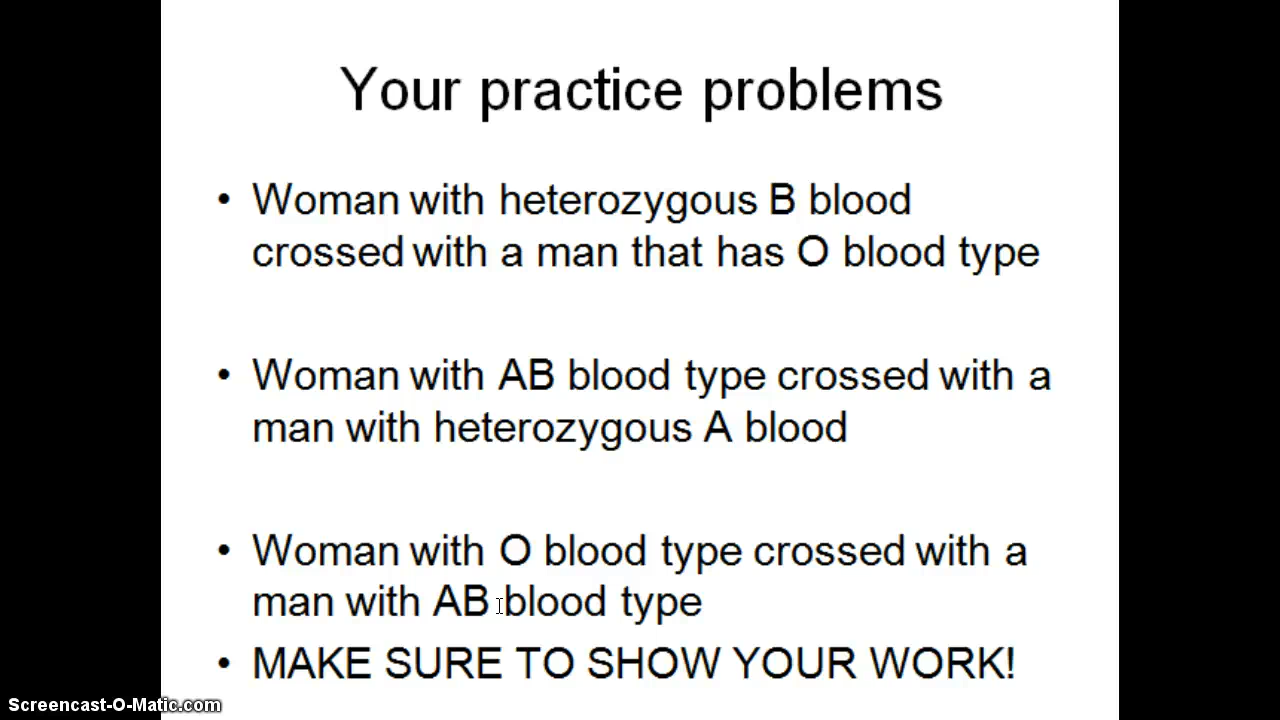 Your practice problems
• Woman with heterozygous B blood
crossed with a man that has O blood type
• Woman with AB blood type crossed with a
man with heterozygous A blood
• Woman with O blood type crossed with a
man with AB blood type
• MAKE SURE TO SHOW YOUR WORK!
Screencast-O-Matic.com